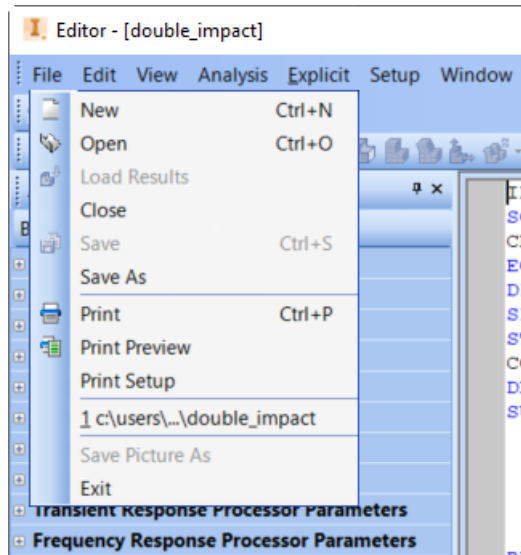 Editor - [double_impact]
File Edit View Analysis Explicit Setup Window
New Ctrl+N
Open Ctrl+O
Load Results
Close
Save Ctrl+S
Save As
Print Ctrl+P
Print Preview
Print Setup
1 c:\users\...\double_impact
Save Picture As
Exit
Transient Response Processor Parameters
Frequency Response Processor Parameters